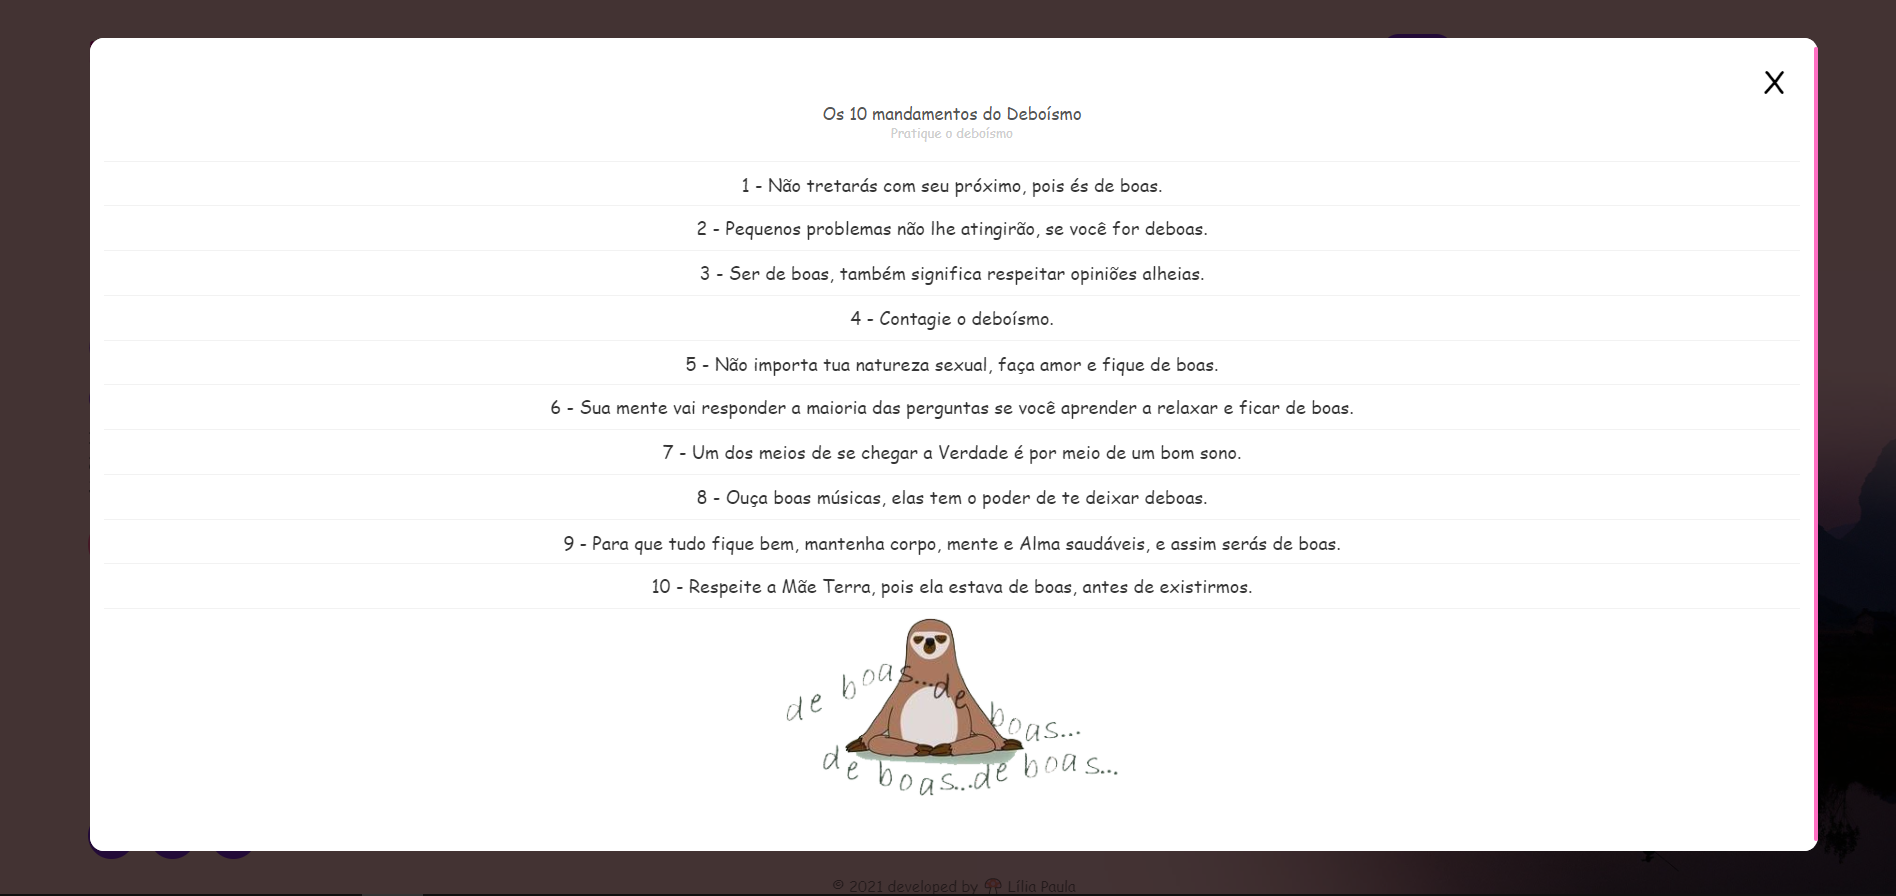 X
Os 10 mandamentos do Deboísmo
Pratique o deboísmo
1 - Não tretarás com seu próximo, pois és de boas.
2 - Pequenos problemas não lhe atingirão, se você for deboas.
3 - Ser de boas, também significa respeitar opiniões alheias.
4 - Contagie o deboísmo.
5 - Não importa tua natureza sexual, faça amor e fique de boas.
6 - Sua mente vai responder a maioria das perguntas se você aprender a relaxar e ficar de boas.
7 - Um dos meios de se chegar a Verdade é por meio de um bom sono.
8 - Ouça boas músicas, elas tem o poder de te deixar deboas.
9 - Para que tudo fique bem, mantenha corpo, mente e Alma saudáveis, e assim serás de boas.
10 - Respeite a Mãe Terra, pois ela estava de boas, antes de existirmos.
de boas...de boas...
de boas...de boas...
© 2021 developed by 🍄 Lília Paula